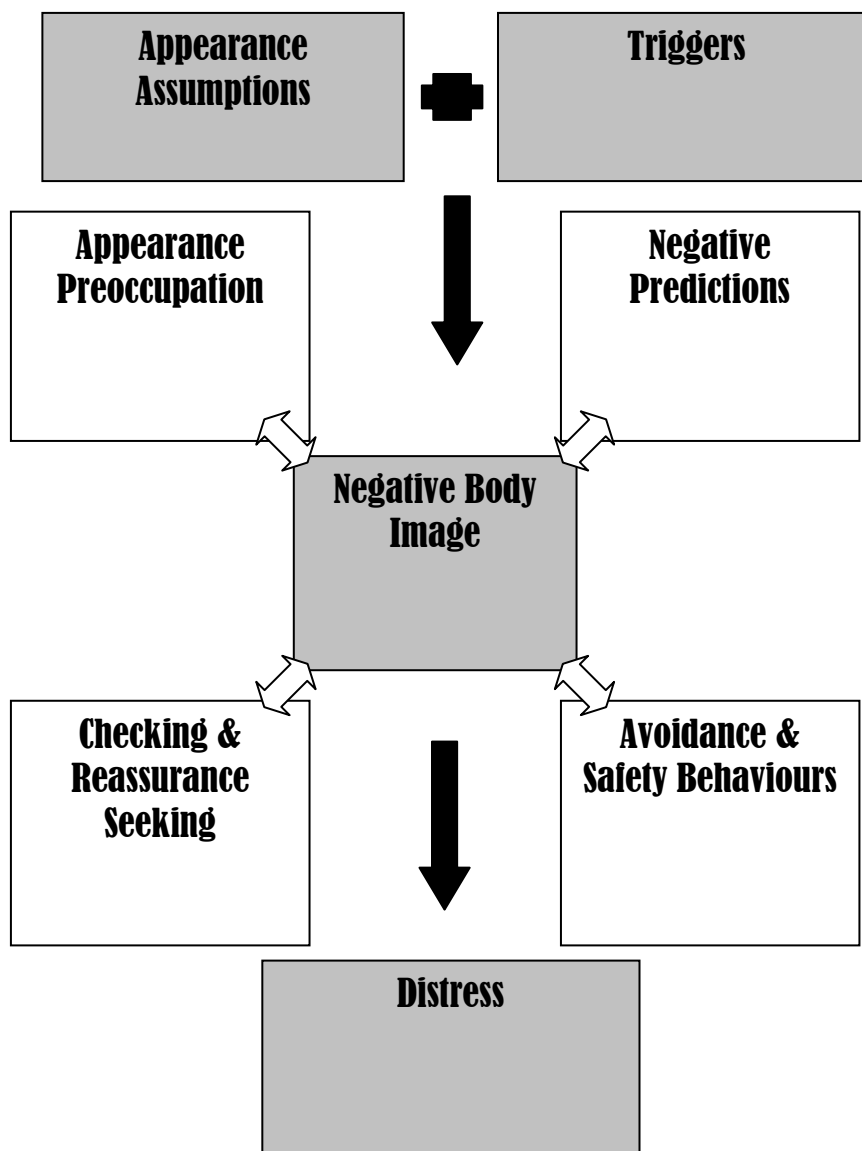 Appearance
Assumptions
Triggers
Appearance
Preoccupation
Negative
Predictions
Negative Body
Image
Checking &
Reassurance
Seeking
Avoidance &
Safety Behaviours
Distress